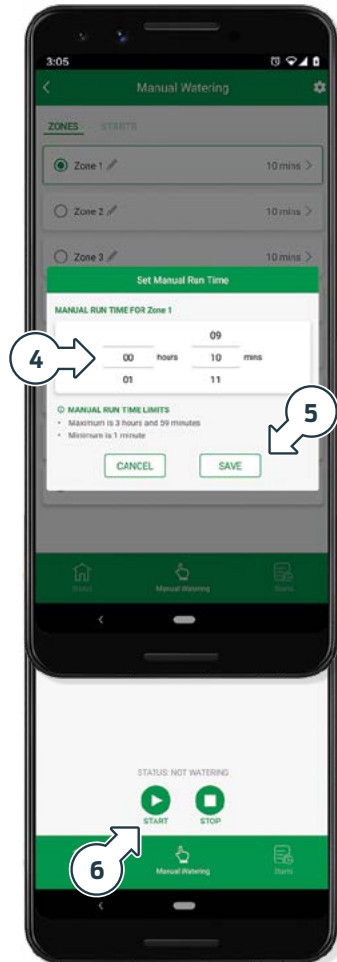 3:05
Manual Watering
ZONES STARTS
Zone 1 10 mins
Zone 2 10 mins
Zone 3 10 mins
Set Manual Run Time
MANUAL RUN TIME FOR Zone 1
09
4
00 hours 10 mins
01 11
MANUAL RUN TIME LIMITS
• Maximum is 3 hours and 59 minutes
• Minimum is 1 minute
5
CANCEL SAVE
Status Manual Watering Starts
STATUS: NOT WATERING
START STOP
6
Manual Watering Starts